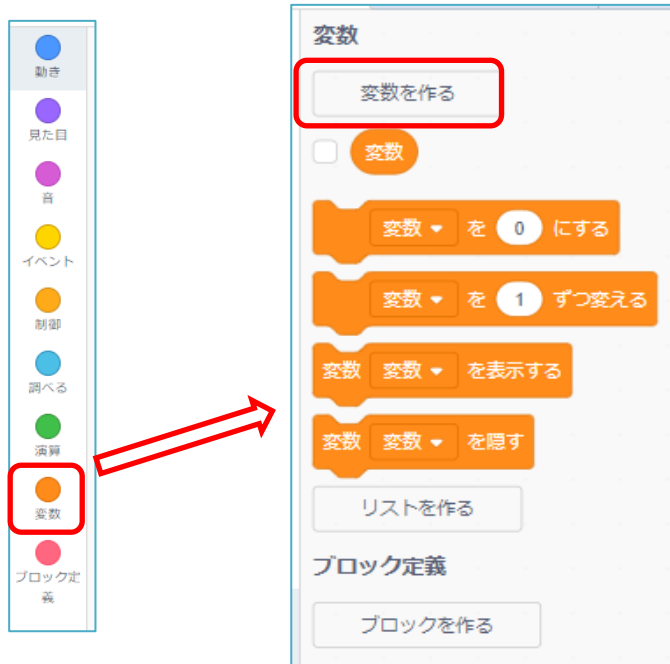 動き
見た目
音
イベント
制御
調べる
演算
変数
ブロック定
義
変数
変数を作る
変数
変数 を 0 にする
変数 を 1 ずつ変える
変数 変数 を表示する
変数 変数 を隠す
リストを作る
ブロック定義
ブロックを作る